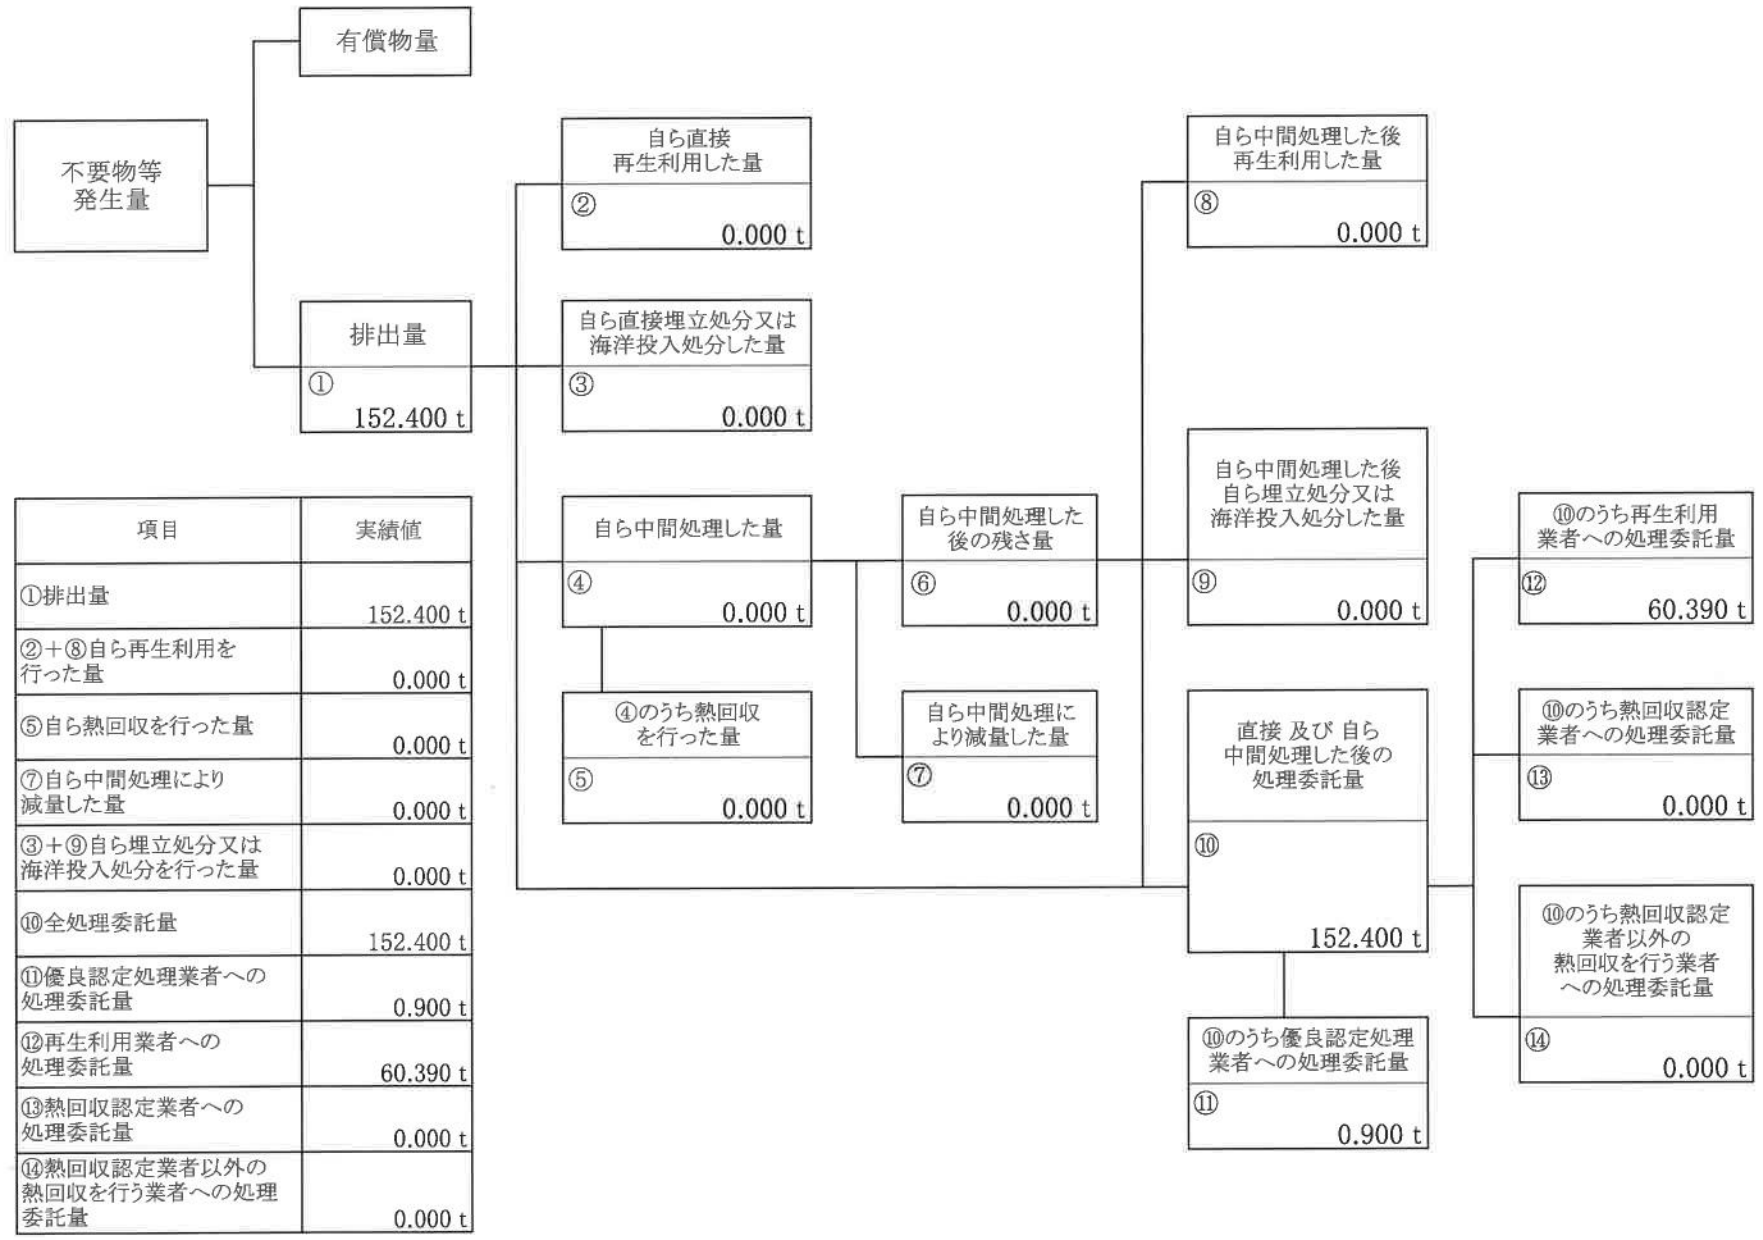 有償物量
不要物等
発生量
排出量
①
152.400 t
自ら直接
再生利用した量
②
0.000 t
自ら直接埋立処分又は
海洋投入処分した量
③
0.000 t
自ら中間処理した量
④
0.000 t
④のうち熱回収
を行った量
⑤
0.000 t
自ら中間処理した
後の残さ量
⑥
0.000 t
自ら中間処理に
より減量した量
⑦
0.000 t
自ら中間処理した後
再生利用した量
⑧
0.000 t
自ら中間処理した後
自ら埋立処分又は
海洋投入処分した量
⑨
0.000 t
直接 及び 自ら
中間処理した後の
処理委託量
⑩
152.400 t
⑩のうち優良認定処理
業者への処理委託量
⑪
0.900 t
⑩のうち再生利用
業者への処理委託量
⑫
60.390 t
⑩のうち熱回収認定
業者への処理委託量
⑬
0.000 t
⑩のうち熱回収認定
業者以外の
熱回収を行う業者
への処理委託量
⑭
0.000 t
項目 実績値
①排出量
152.400 t
②+⑧自ら再生利用を
行った量
0.000 t
⑤自ら熱回収を行った量
0.000 t
⑦自ら中間処理により
減量した量
0.000 t
③+⑨自ら埋立処分又は
海洋投入処分を行った量
0.000 t
⑩全処理委託量
152.400 t
⑪優良認定処理業者への
処理委託量
0.900 t
⑫再生利用業者への
処理委託量
60.390 t
⑬熱回収認定業者への
処理委託量
0.000 t
⑭熱回収認定業者以外の
熱回収を行う業者への処理
委託量
0.000 t